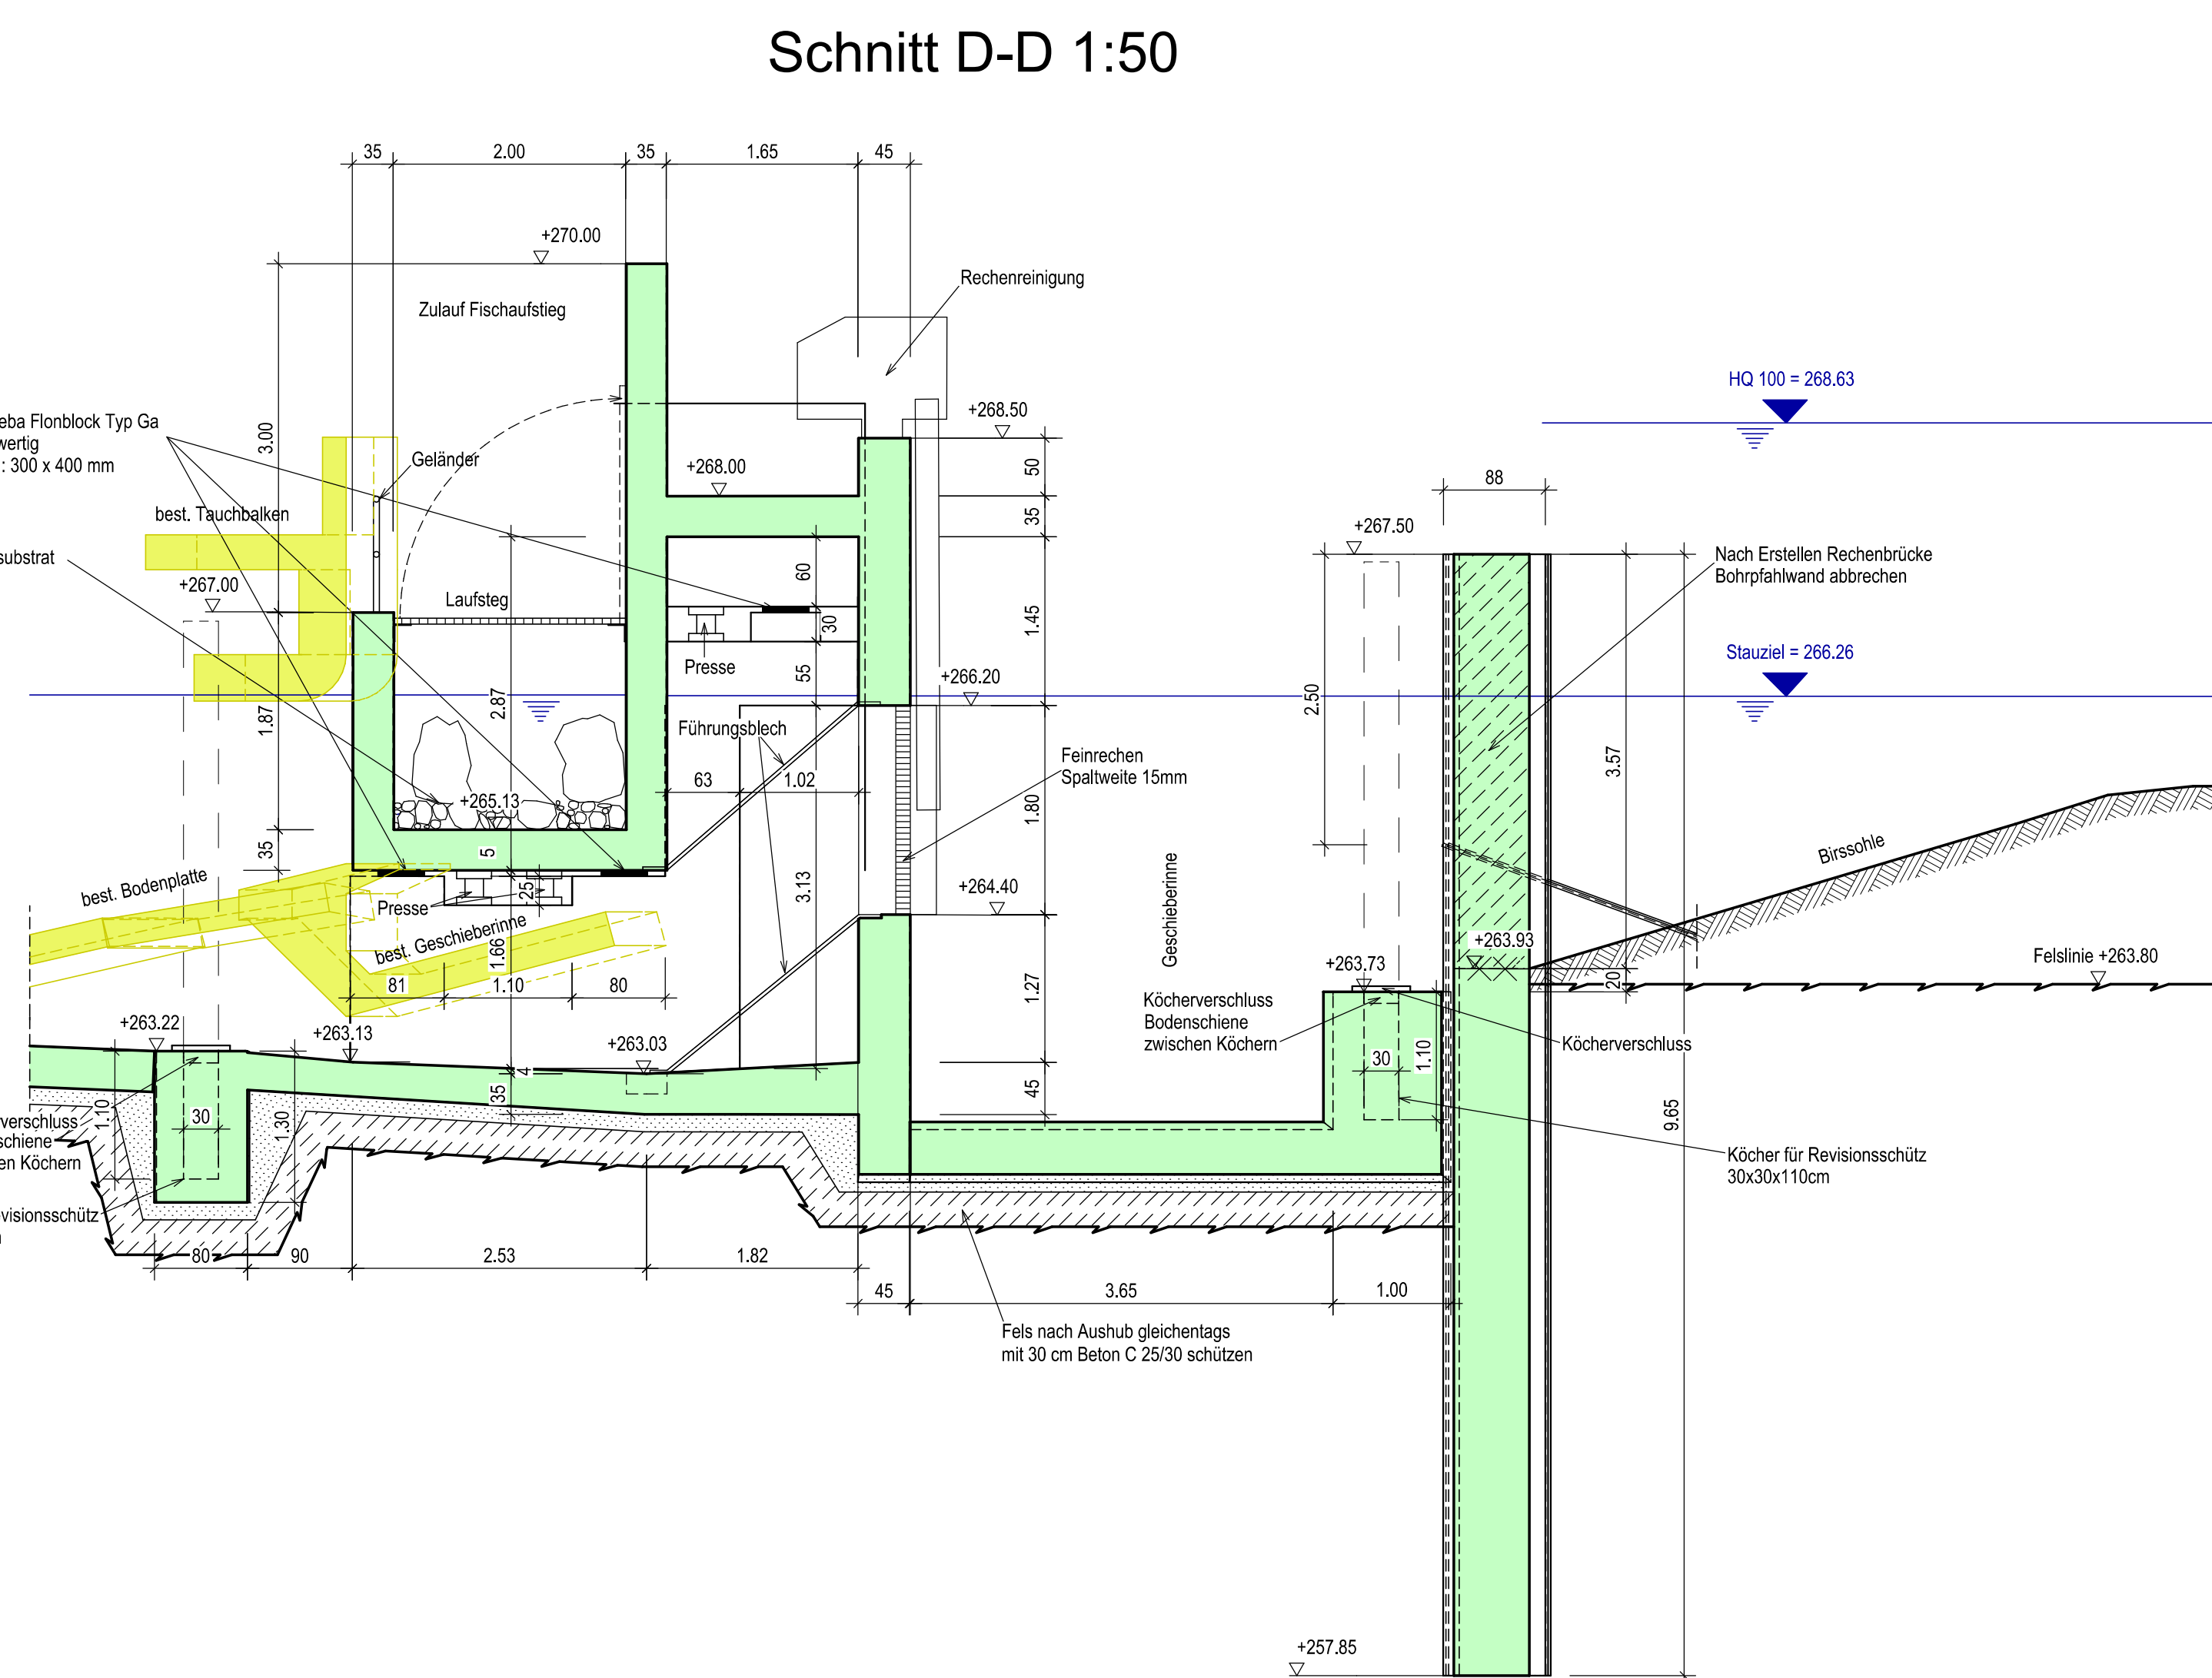 Schnitt D-D 1:50
35
2.00
35
1.65
45
+270.00
Zulauf Fischaufstieg
Rechenreinigung
HQ 100 = 268.63
+268.50
eba Flonblock Typ Ga
wertig
: 300 x 400 mm
3.00
Geländer
+268.00
50
88
best. Tauchbalken
35
+267.50
substrat
Nach Erstellen Rechenbrücke
Bohrpfahlwand abbrechen
+267.00
Laufsteg
60
30
1.45
Presse
55
Stauziel = 266.26
+266.20
2.50
1.87
2.87
Führungsblech
Feinrechen
Spaltweite 15mm
3.57
63
1.02
+265.13
1.80
35
5
Birssohle
best. Bodenplatte
25
3.13
Geschieberinne
+264.40
Presse
best. Geschieberinne
1.66
+263.93
Felslinie +263.80
81
1.10
80
1.27
+263.73
20
Köcherverschluss
Bodenschiene
zwischen Köchern
+263.22
+263.13
+263.03
30
1.10
Köcherverschluss
4
35
45
1.10
30
1.30
verschluss
schiene
en Köchern
9.65
Köcher für Revisionsschütz
30x30x110cm
visionsschütz
80
90
2.53
1.82
45
3.65
1.00
Fels nach Aushub gleichentags
mit 30 cm Beton C 25/30 schützen
+257.85